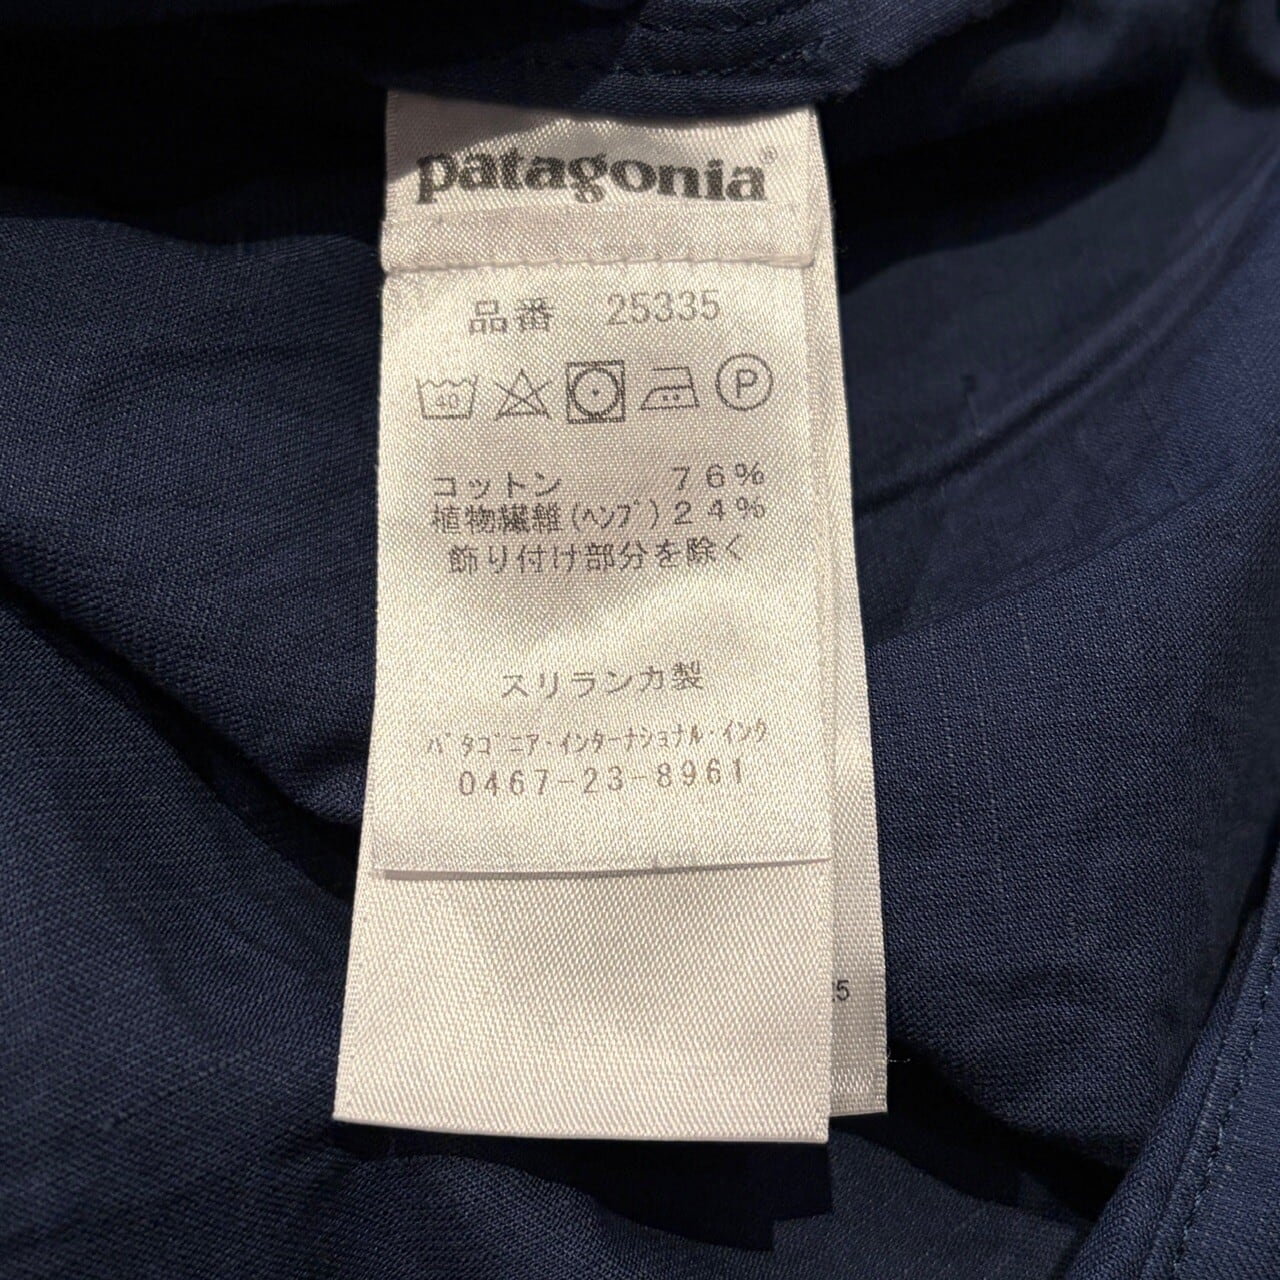 patagonia®
品番 25335
40 P
コットン 76%
植物繊維(ﾍﾝﾌﾟ)24%
飾り付け部分を除く
スリランカ製
ﾊﾟﾀｺﾞﾆｱ･ｲﾝﾀｰﾅｼｮﾅﾙ･ｲﾝｸ
0467-23-8961
25